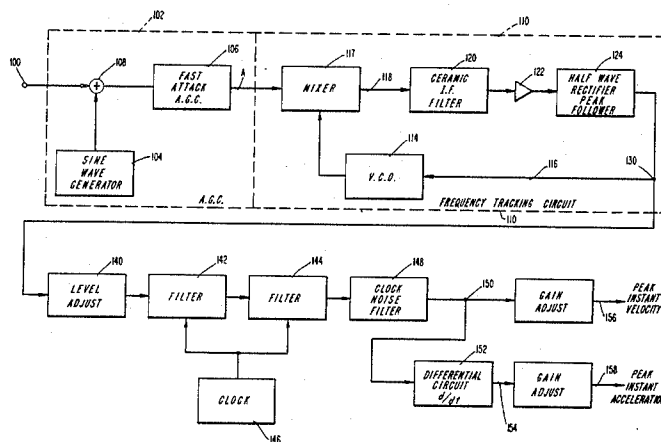 102
110
100
108
106
FAST
ATTACK
A.G.C.
A
117
MIXER
118
120
CERAMIC
I.F.
FILTER
122
124
HALF WAVE
RECTIFIER
PEAK
FOLLOWER
SINE
WAVE
GENERATOR
104
114
V.C.O.
116
130
A.G.C.
FREQUENCY TRACKING CIRCUIT
110
140
LEVEL
ADJUST
142
FILTER
144
FILTER
148
CLOCK
NOISE
FILTER
150
GAIN
ADJUST
PEAK
INSTANT
VELOCITY
156
CLOCK
146
152
DIFFERENTIAL
CIRCUIT
d/dt
154
GAIN
ADJUST
158
PEAK
INSTANT
ACCELERATION